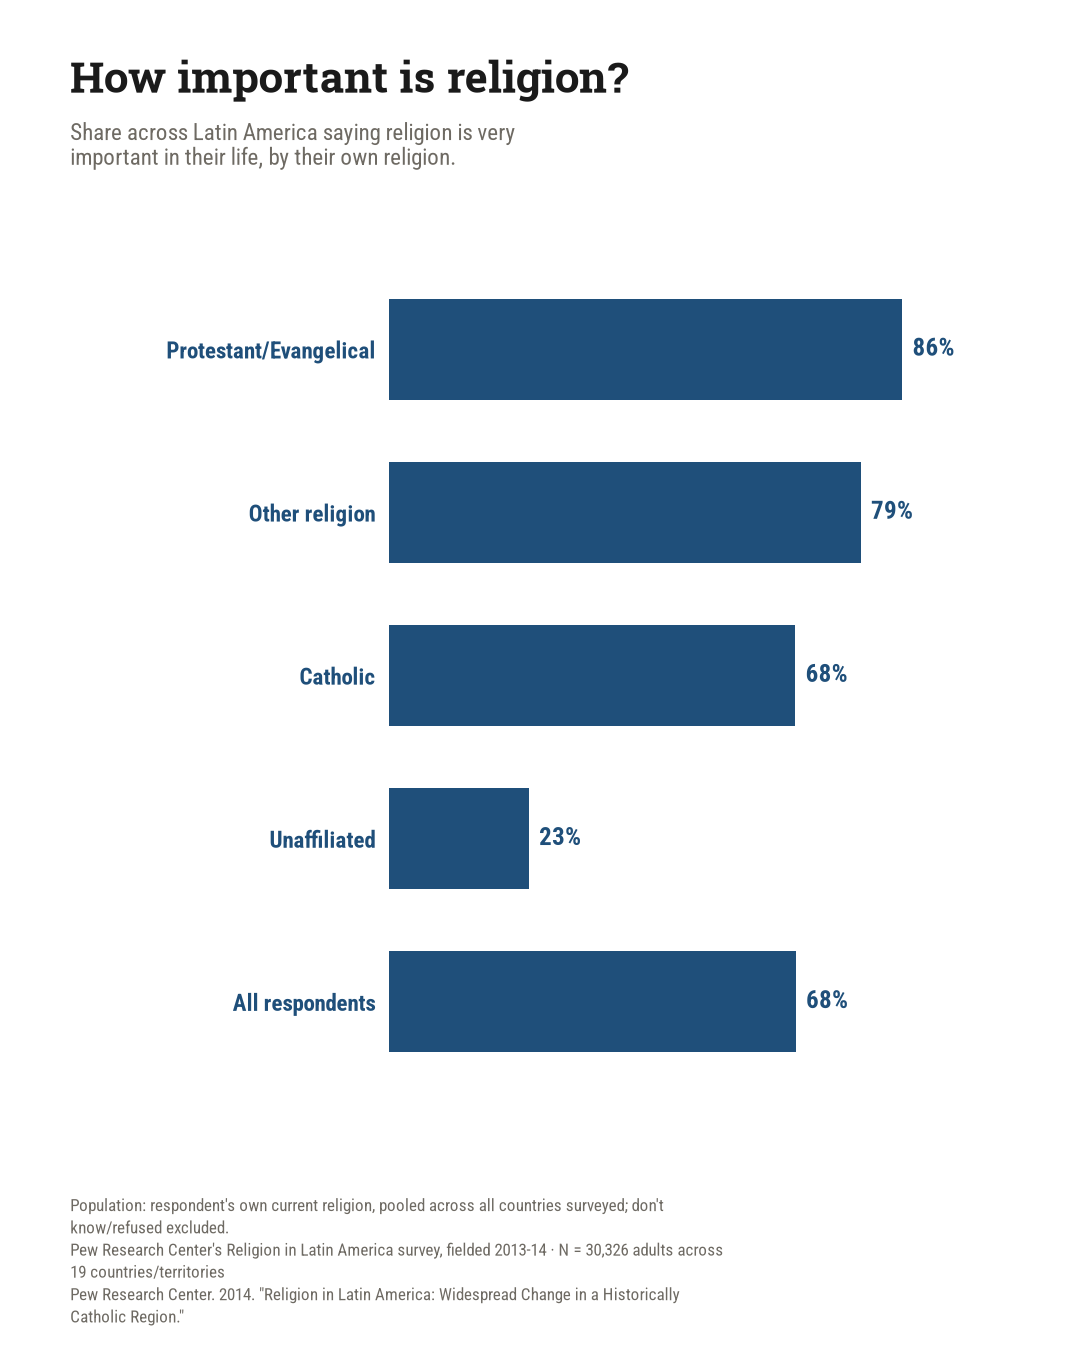 How important is religion?
Share across Latin America saying religion is very
important in their life, by their own religion.
Protestant/Evangelical
86%
Other religion
79%
Catholic
68%
Unaffiliated
23%
All respondents
68%
Population: respondent's own current religion, pooled across all countries surveyed; don't
know/refused excluded.
Pew Research Center's Religion in Latin America survey, fielded 2013-14 · N = 30,326 adults across
19 countries/territories
Pew Research Center. 2014. "Religion in Latin America: Widespread Change in a Historically
Catholic Region."